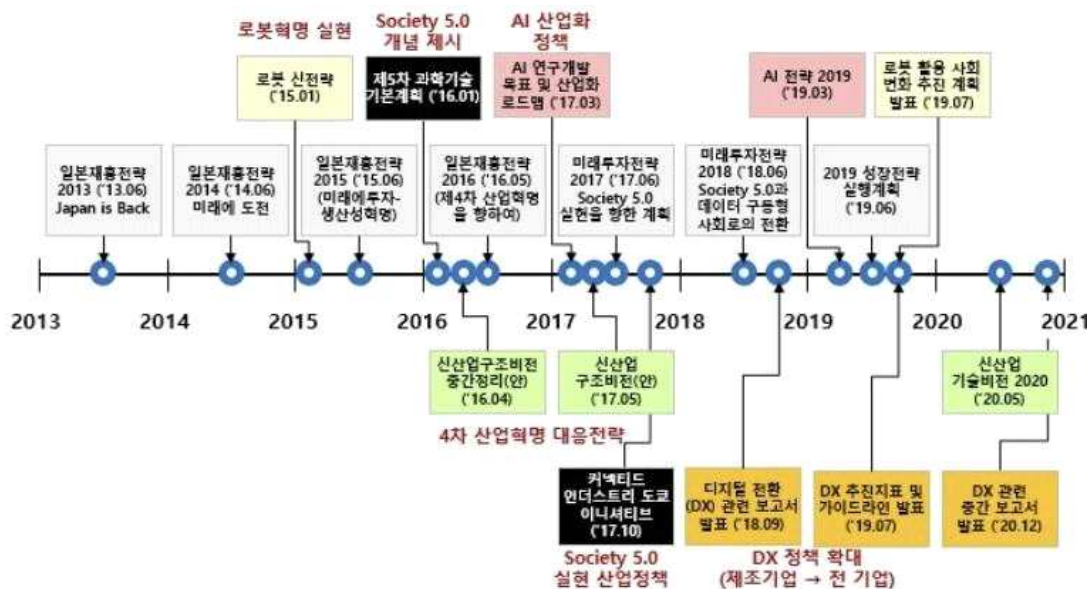 로봇혁명 실현
Society 5.0
개념 제시
AI 산업화
정책
로봇 신전략
('15.01)
제5차 과학기술
기본계획 ('16.01)
AI 연구개발
목표 및 산업화
로드맵 ('17.03)
AI 전략 2019
('19.03)
로봇 활용 사회
변화 추진 계획
발표 ('19.07)
일본재흥전략
2013 ('13.06)
Japan is Back
일본재흥전략
2014 ('14.06)
미래에 도전
일본재흥전략
2015 ('15.06)
(미래에투자-
생산성혁명)
일본재흥전략
2016 ('16.05)
(제4차 산업혁명
을 향하여)
미래투자전략
2017 ('17.06)
Society 5.0
실현을 향한 계획
미래투자전략
2018 ('18.06)
Society 5.0과
데이터 구동형
사회로의 전환
2019 성장전략
실행계획
('19.06)
2013
2014
2015
2016
2017
2018
2019
2020
2021
신산업구조비전
중간정리(안)
('16.04)
신산업
구조비전(안)
('17.05)
신산업
기술비전 2020
('20.05)
4차 산업혁명 대응전략
커넥티드
인더스트리 도쿄
이니셔티브
('17.10)
디지털 전환
(DX) 관련 보고서
발표 ('18.09)
DX 추진지표 및
가이드라인 발표
('19.07)
DX 관련
중간 보고서
발표 ('20.12)
Society 5.0
실현 산업정책
DX 정책 확대
(제조기업 → 전 기업)